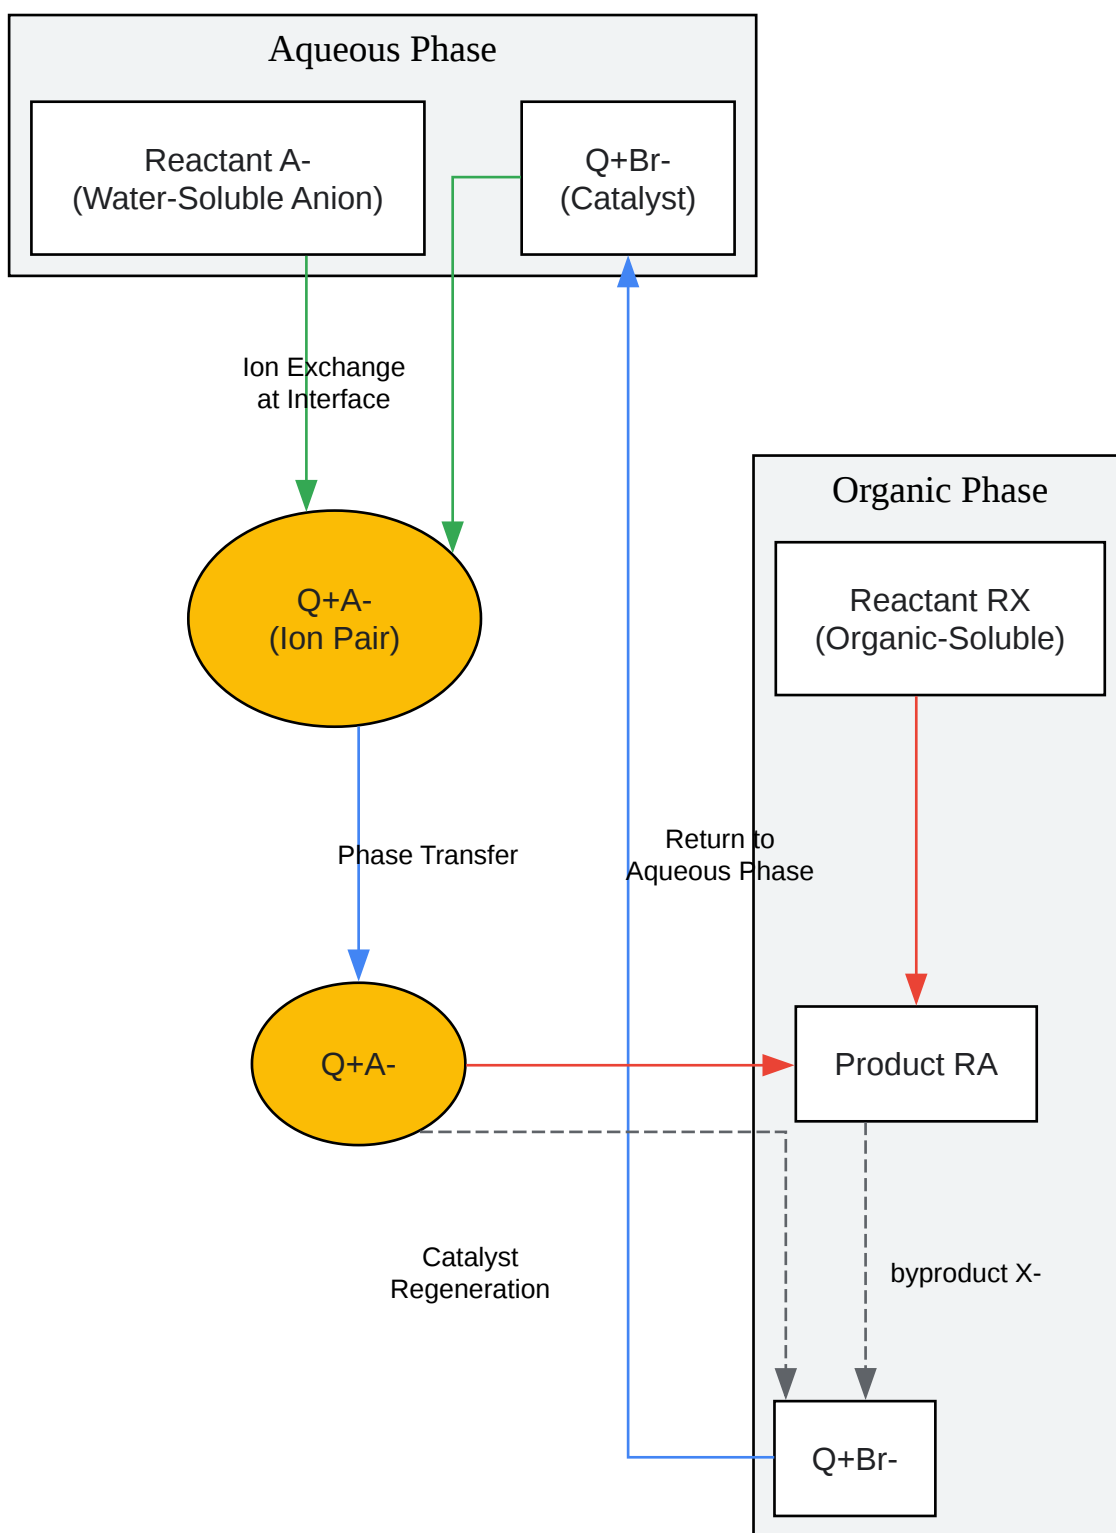 Aqueous Phase
Reactant A-
(Water-Soluble Anion)
Q+Br-
(Catalyst)
Ion Exchange
at Interface
Organic Phase
Q+A-
(Ion Pair)
Reactant RX
(Organic-Soluble)
Phase Transfer
Return to
Aqueous Phase
Q+A-
Product RA
Catalyst
Regeneration
byproduct X-
Q+Br-